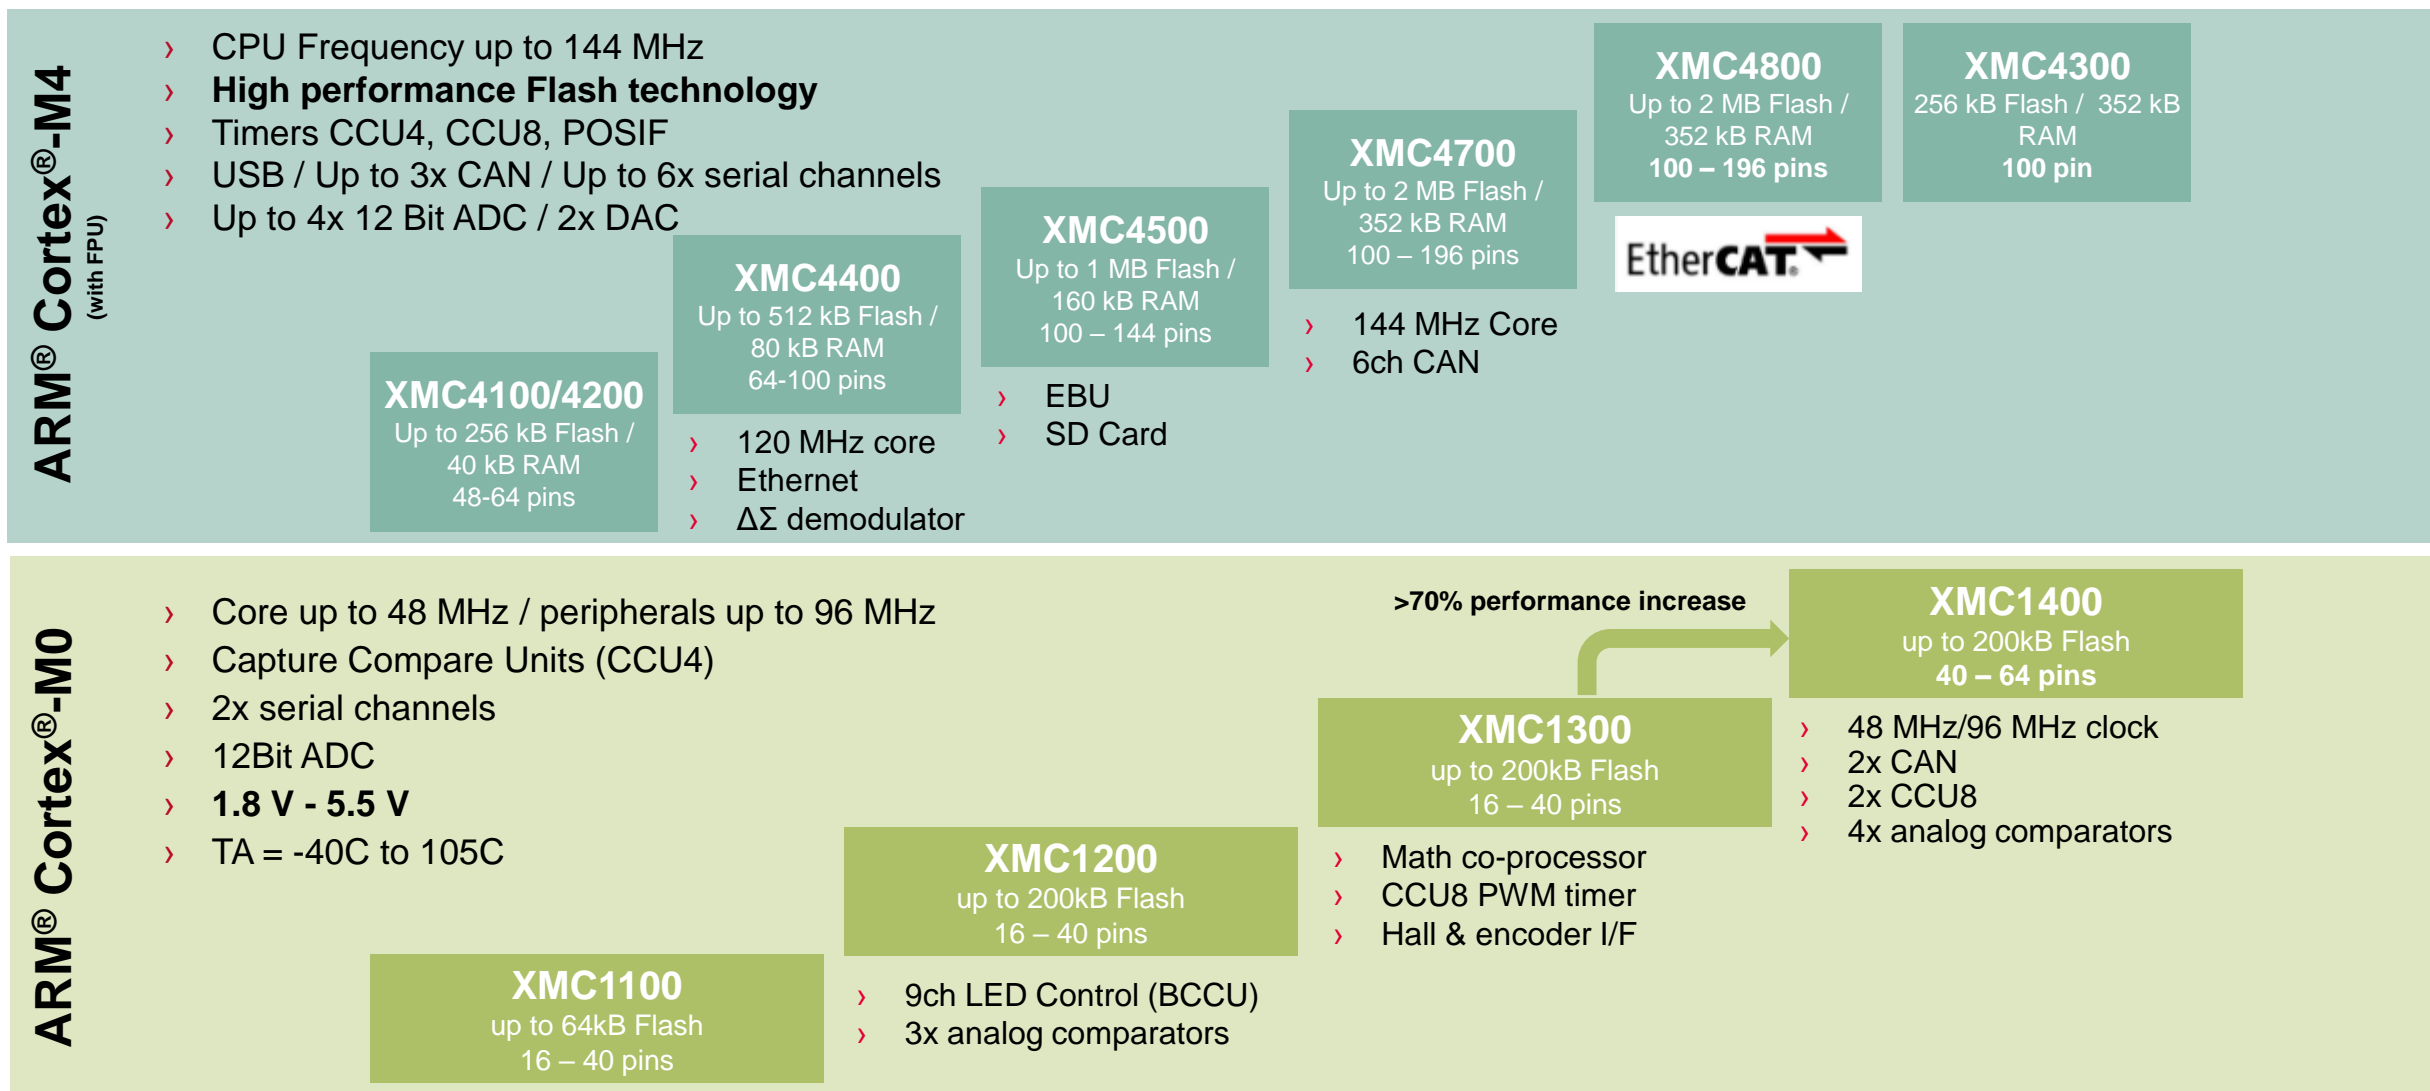 ARM® Cortex®-M4
(with FPU)
› CPU Frequency up to 144 MHz
› High performance Flash technology
› Timers CCU4, CCU8, POSIF
› USB / Up to 3x CAN / Up to 6x serial channels
› Up to 4x 12 Bit ADC / 2x DAC
XMC4100/4200
Up to 256 kB Flash /
40 kB RAM
48-64 pins
XMC4400
Up to 512 kB Flash /
80 kB RAM
64-100 pins
› 120 MHz core
› Ethernet
› ΔΣ demodulator
XMC4500
Up to 1 MB Flash /
160 kB RAM
100 – 144 pins
› EBU
› SD Card
XMC4700
Up to 2 MB Flash /
352 kB RAM
100 – 196 pins
› 144 MHz Core
› 6ch CAN
XMC4800
Up to 2 MB Flash /
352 kB RAM
100 – 196 pins
EtherCAT®
XMC4300
256 kB Flash / 352 kB
RAM
100 pin
ARM® Cortex®-M0
› Core up to 48 MHz / peripherals up to 96 MHz
› Capture Compare Units (CCU4)
› 2x serial channels
› 12Bit ADC
› 1.8 V - 5.5 V
› TA = -40C to 105C
XMC1100
up to 64kB Flash
16 – 40 pins
XMC1200
up to 200kB Flash
16 – 40 pins
› 9ch LED Control (BCCU)
› 3x analog comparators
XMC1300
up to 200kB Flash
16 – 40 pins
› Math co-processor
› CCU8 PWM timer
› Hall & encoder I/F
>70% performance increase
XMC1400
up to 200kB Flash
40 – 64 pins
› 48 MHz/96 MHz clock
› 2x CAN
› 2x CCU8
› 4x analog comparators